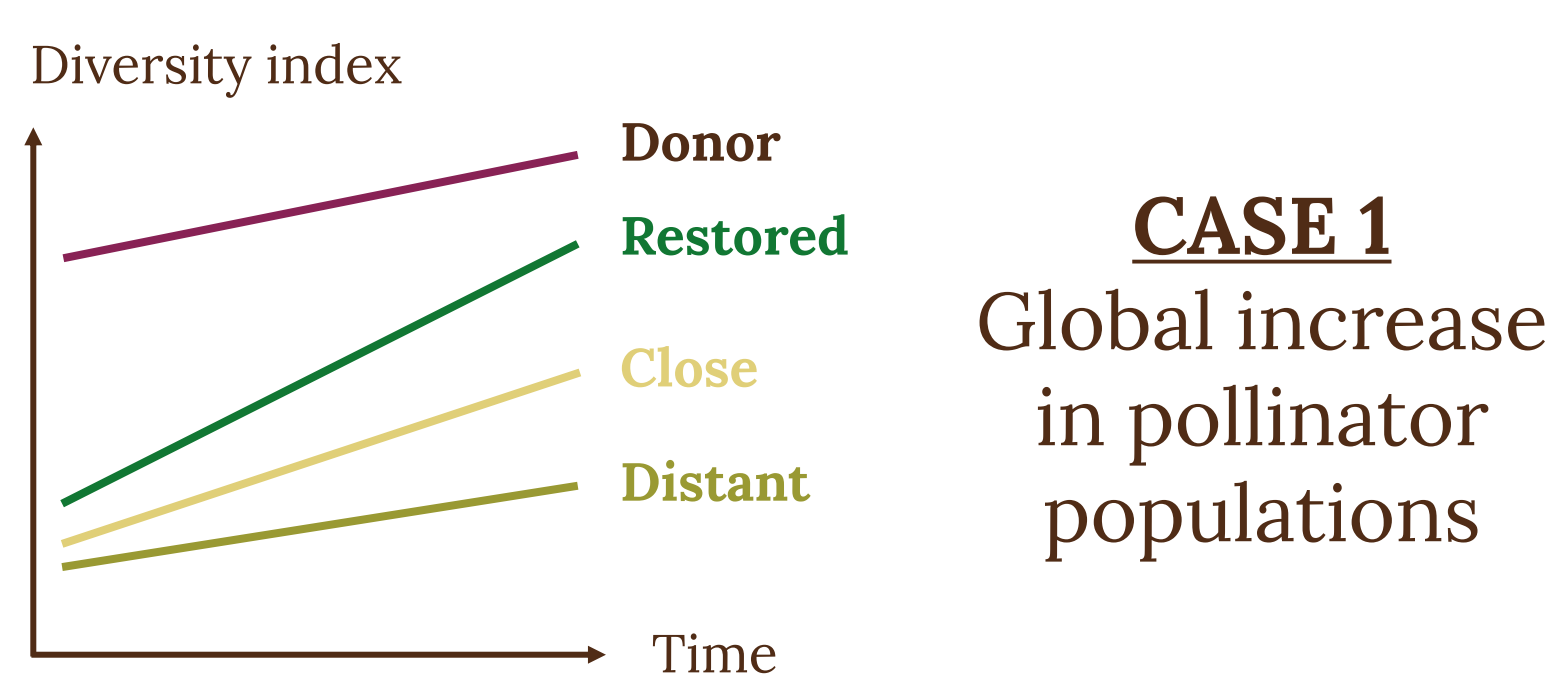 Diversity index
Donor
Restored
Close
Distant
Time
CASE 1
Global increase
in pollinator
populations